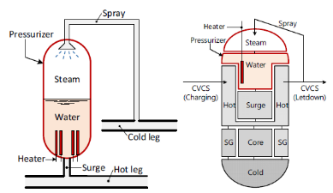 Spray
Pressurizer
Steam
Water
Cold leg
Heater
Surge
Hot leg
Heater
Spray
Pressurizer
Steam
Water
CVCS
(Charging)
CVCS
(Letdown)
Hot
Surge
Hot
SG
Core
SG
Cold